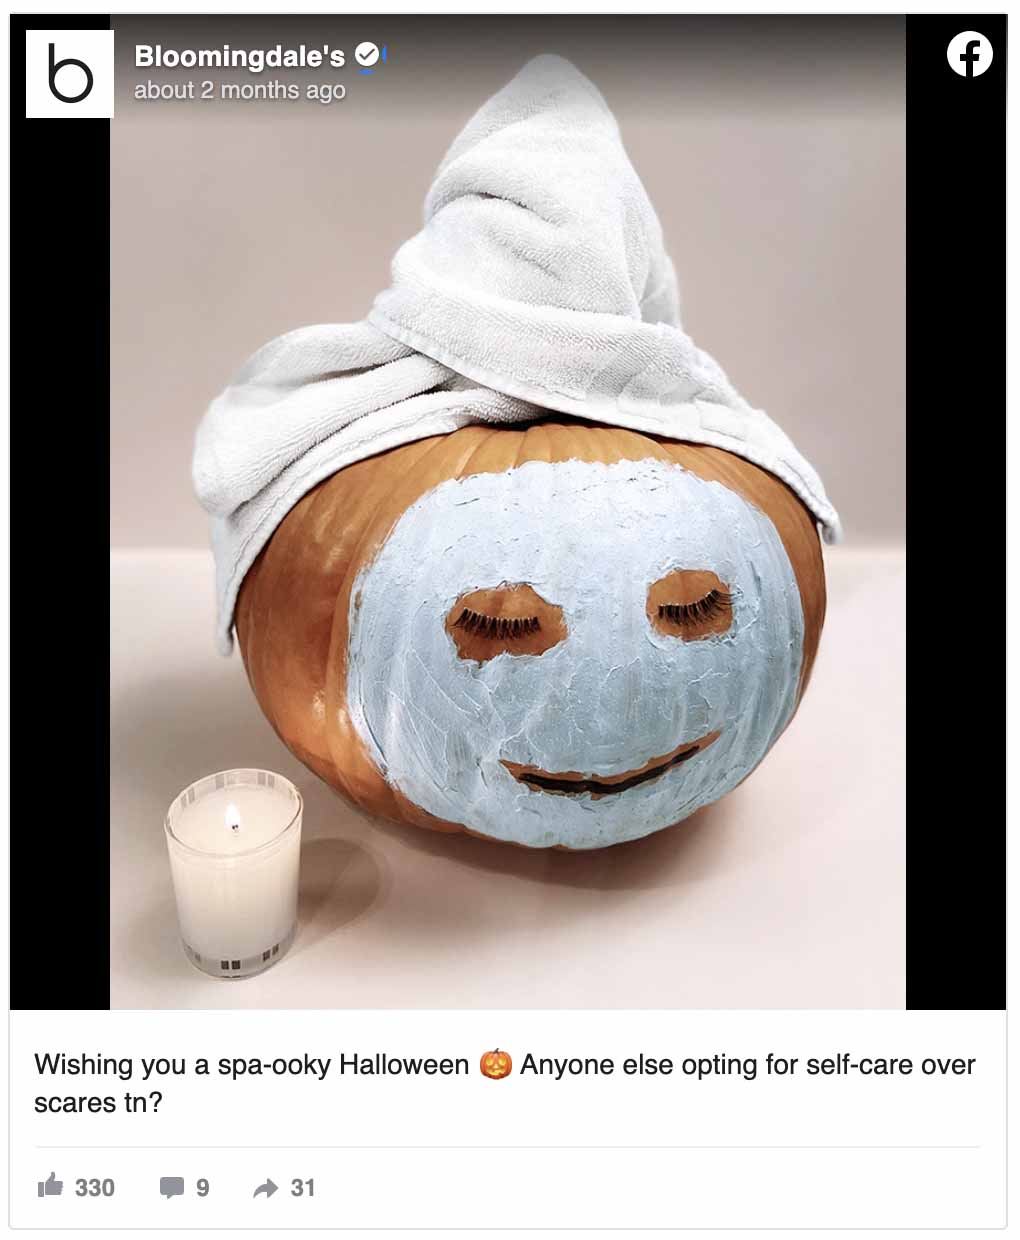 b
Bloomingdale's
about 2 months ago
Wishing you a spa-ooky Halloween 🎃 Anyone else opting for self-care over
scares tn?
330 9 31